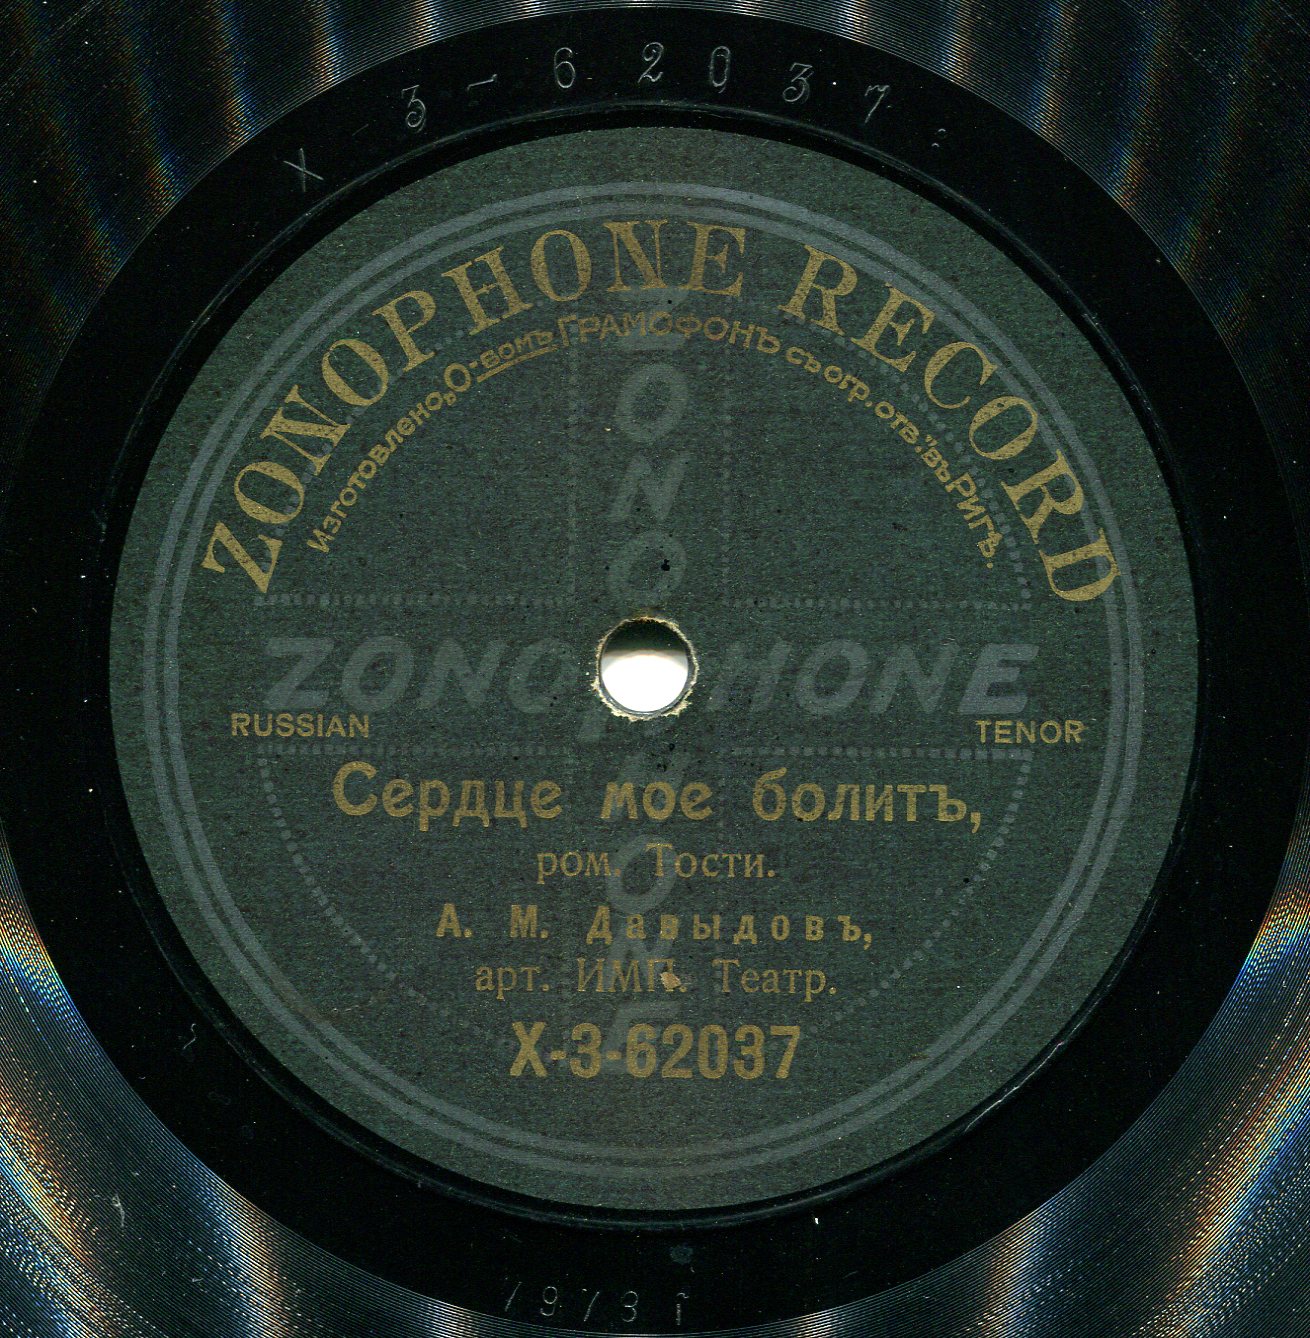 X-3-62037.
ZONOPHONE RECORD
Изготовлено „О-вомъ ГРАМОФОНЪ съ огр. отв.” въ Ригѣ.
ZONOPHONE
ZONOPHONE
RUSSIAN
TENOR
Сердце мое болитъ,
ром. Тости.
А. М. Давыдовъ,
арт. ИМП. Театр.
X-3-62037